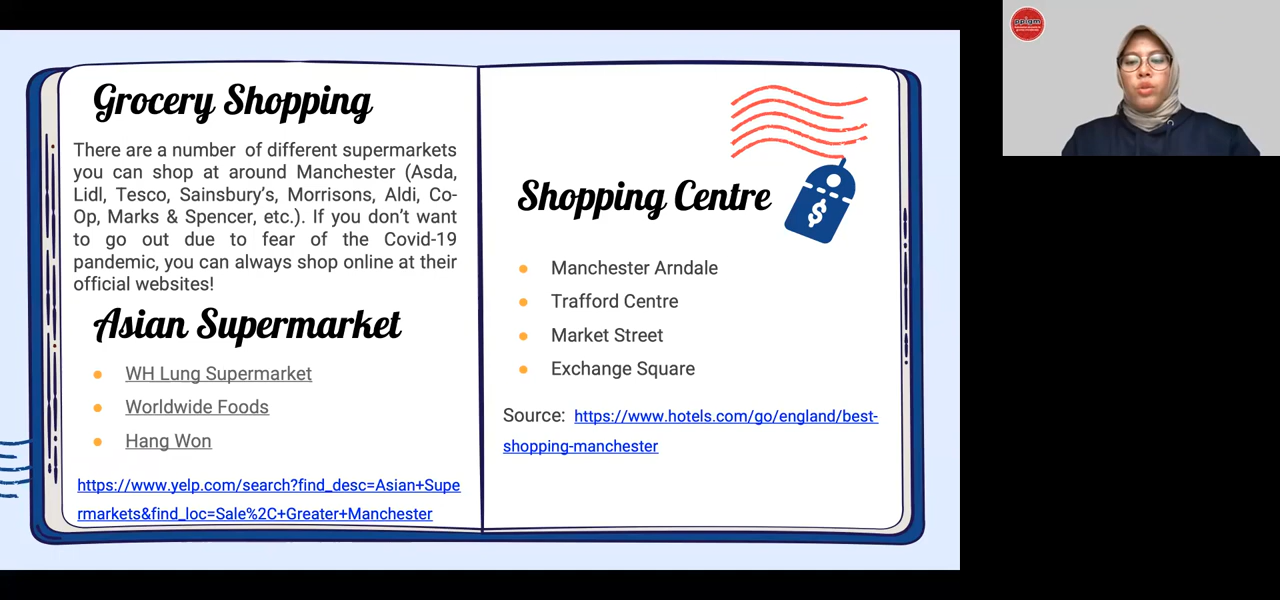 Grocery Shopping
There are a number of different supermarkets
you can shop at around Manchester (Asda,
Lidl, Tesco, Sainsbury's, Morrisons, Aldi, Co-
Op, Marks & Spencer, etc.). If you don't want
to go out due to fear of the Covid-19
pandemic, you can always shop online at their
official websites!
Asian Supermarket
WH Lung Supermarket
Worldwide Foods
Hang Won
https://www.yelp.com/search?find_desc=Asian+Supe
rmarkets&find_loc=Sale%2C+Greater+Manchester
Shopping Centre
$
Manchester Arndale
Trafford Centre
Market Street
Exchange Square
Source: https://www.hotels.com/go/england/best-
shopping-manchester
ppigm